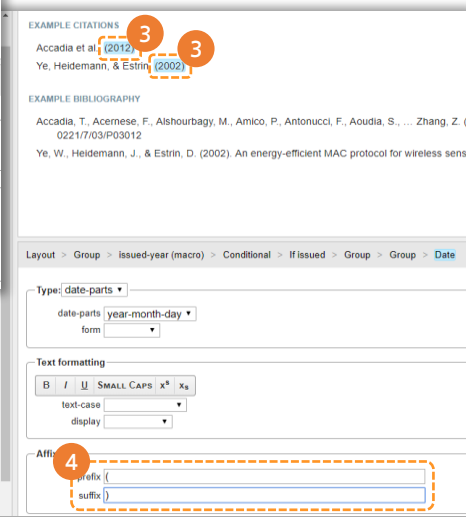 EXAMPLE CITATIONS
3
Accadia et al. (2012)
3
Ye, Heidemann, & Estrin (2002)
EXAMPLE BIBLIOGRAPHY
Accadia, T., Acernese, F., Alshourbagy, M., Amico, P., Antonucci, F., Aoudia, S., ... Zhang, Z. (
0221/7/03/P03012
Ye, W., Heidemann, J., & Estrin, D. (2002). An energy-efficient MAC protocol for wireless sens
Layout > Group > issued-year (macro) > Conditional > If issued > Group > Group > Date
Type: date-parts
date-parts year-month-day
form
Text formatting
B I U SMALL CAPS xs xs
text-case
display
Affix
4
prefix (
suffix )